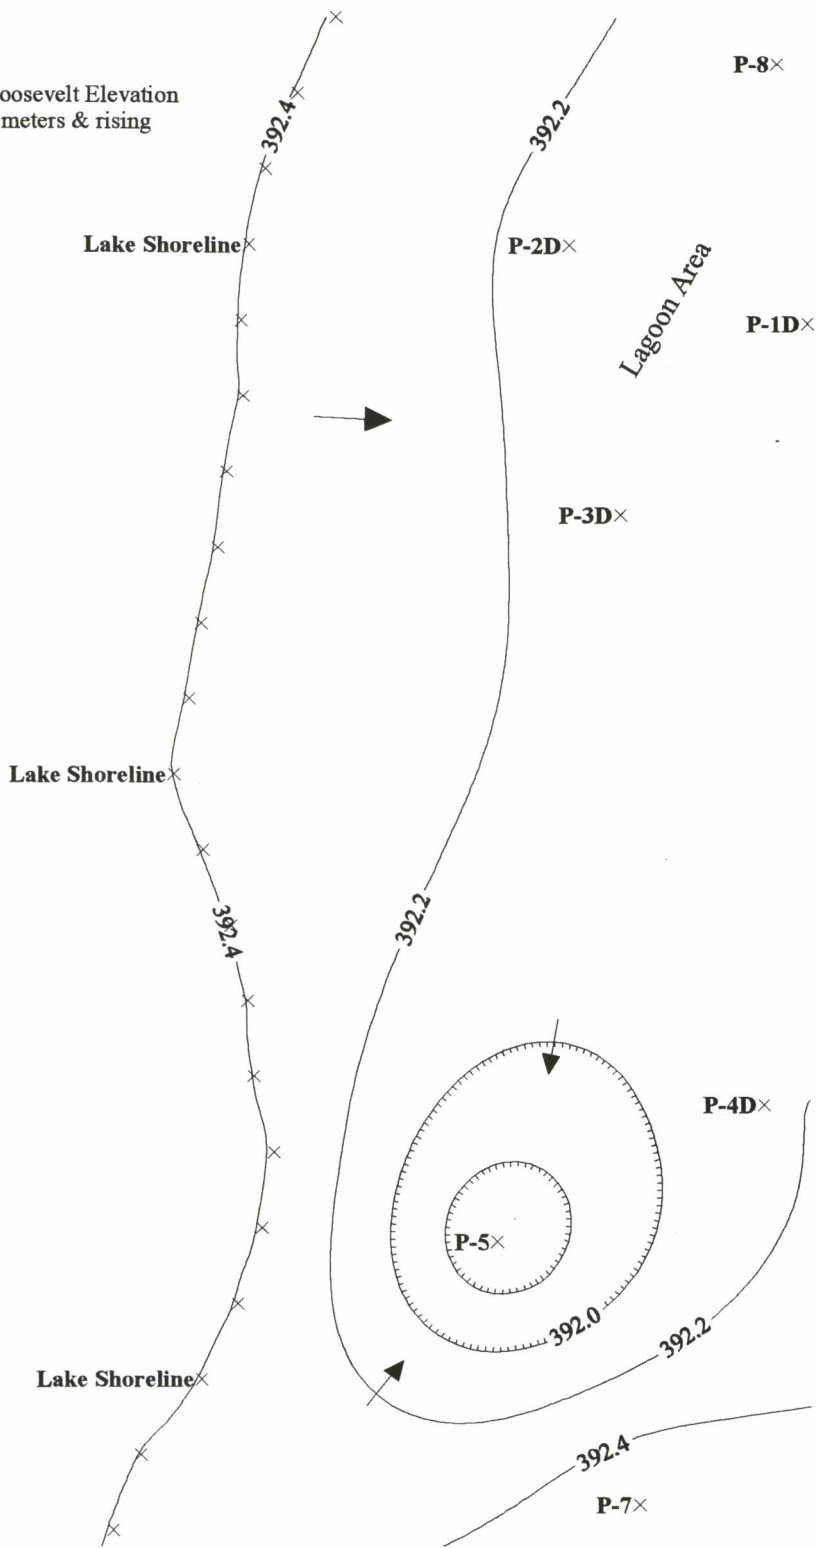 P-8
oosevelt Elevation
meters & rising
392.4
392.2
Lake Shoreline
P-2D
Lagoon Area
P-1D
P-3D
Lake Shoreline
392.2
392.4
P-4D
P-5
392.0
392.2
Lake Shoreline
392.4
P-7